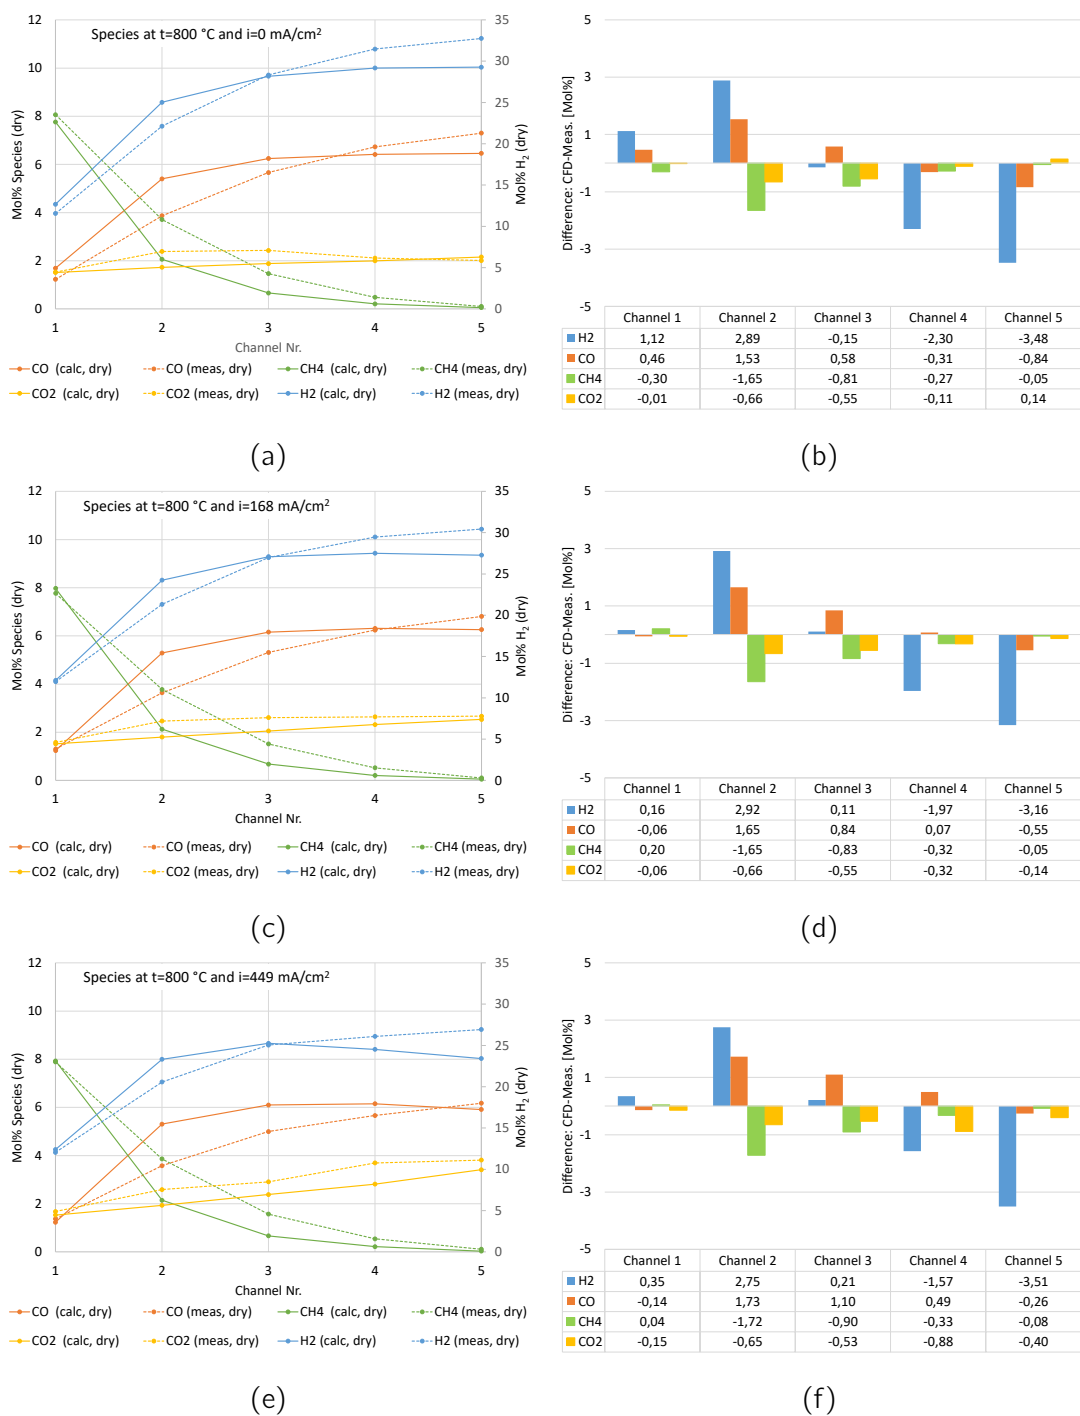 Species at t=800 °C and i=0 mA/cm²
Mol% Species (dry)
12
10
8
6
4
2
0
35
30
25
20
15
10
5
0
Mol% H₂ (dry)
1 2 3 4 5
Channel Nr.
CO (calc, dry) CO (meas, dry) CH4 (calc, dry) CH4 (meas, dry)
CO2 (calc, dry) CO2 (meas, dry) H2 (calc, dry) H2 (meas, dry)
(a)
Difference: CFD-Meas. [Mol%]
5
3
1
-1
-3
-5
Channel 1 Channel 2 Channel 3 Channel 4 Channel 5
H2 1,12 2,89 -0,15 -2,30 -3,48
CO 0,46 1,53 0,58 -0,31 -0,84
CH4 -0,30 -1,65 -0,81 -0,27 -0,05
CO2 -0,01 -0,66 -0,55 -0,11 0,14
(b)
Species at t=800 °C and i=168 mA/cm²
Mol% Species (dry)
12
10
8
6
4
2
0
35
30
25
20
15
10
5
0
Mol% H₂ (dry)
1 2 3 4 5
Channel Nr.
CO (calc, dry) CO (meas, dry) CH4 (calc, dry) CH4 (meas, dry)
CO2 (calc, dry) CO2 (meas, dry) H2 (calc, dry) H2 (meas, dry)
(c)
Difference: CFD-Meas. [Mol%]
5
3
1
-1
-3
-5
Channel 1 Channel 2 Channel 3 Channel 4 Channel 5
H2 0,16 2,92 0,11 -1,97 -3,16
CO -0,06 1,65 0,84 0,07 -0,55
CH4 0,20 -1,65 -0,83 -0,32 -0,05
CO2 -0,06 -0,66 -0,55 -0,32 -0,14
(d)
Species at t=800 °C and i=449 mA/cm²
Mol% Species (dry)
12
10
8
6
4
2
0
35
30
25
20
15
10
5
0
Mol% H₂ (dry)
1 2 3 4 5
Channel Nr.
CO (calc, dry) CO (meas, dry) CH4 (calc, dry) CH4 (meas, dry)
CO2 (calc, dry) CO2 (meas, dry) H2 (calc, dry) H2 (meas, dry)
(e)
Difference: CFD-Meas. [Mol%]
5
3
1
-1
-3
-5
Channel 1 Channel 2 Channel 3 Channel 4 Channel 5
H2 0,35 2,75 0,21 -1,57 -3,51
CO -0,14 1,73 1,10 0,49 -0,26
CH4 0,04 -1,72 -0,90 -0,33 -0,08
CO2 -0,15 -0,65 -0,53 -0,88 -0,40
(f)